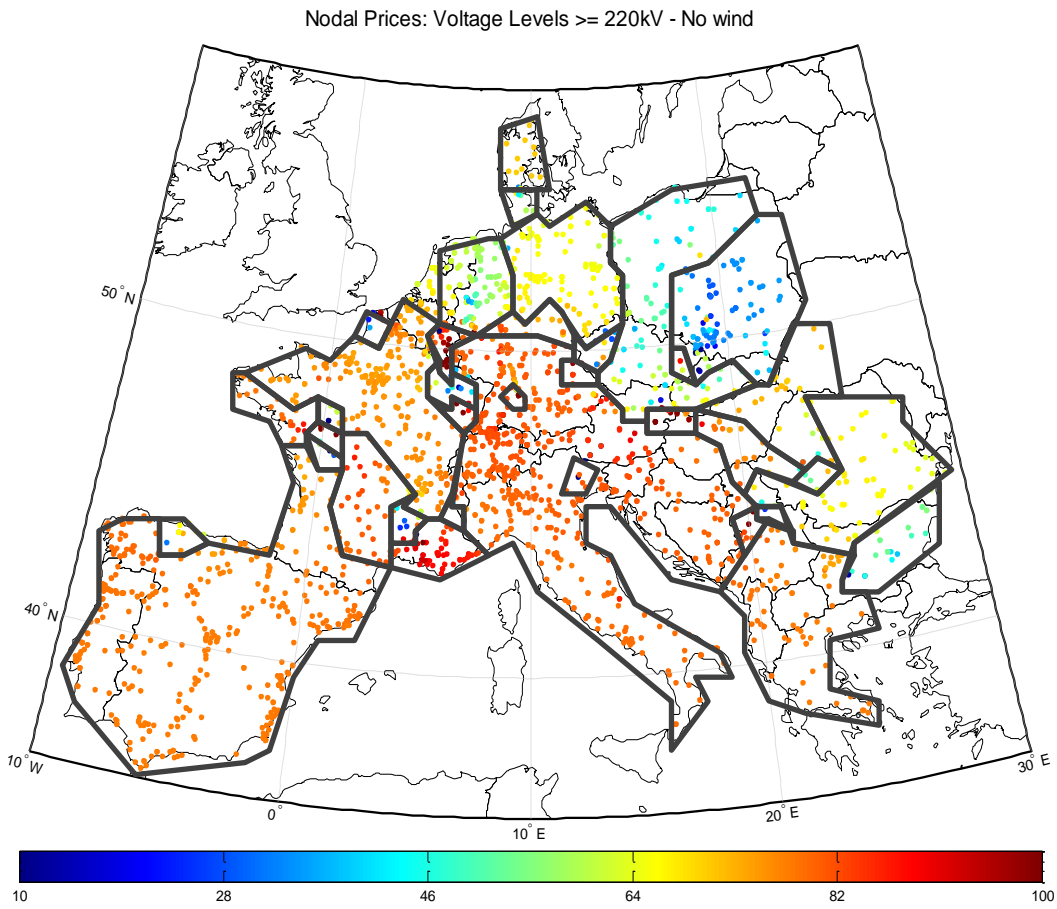 Nodal Prices: Voltage Levels >= 220kV - No wind
50° N
40° N
10° W
0°
10° E
20° E
30° E
10 28 46 64 82 100